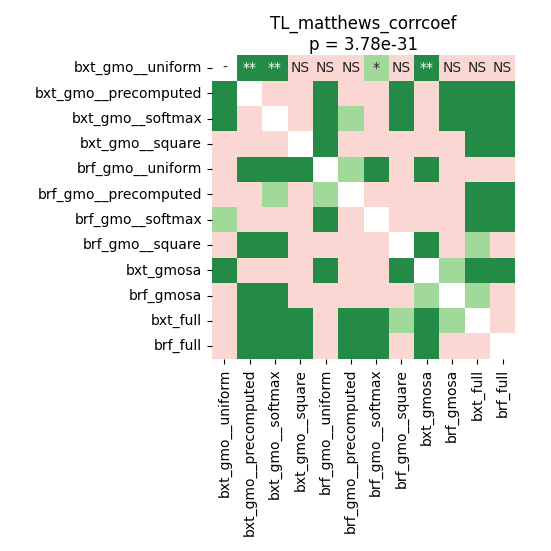 TL_matthews_corrcoef
p = 3.78e-31
bxt_gmo__uniform - ** ** NS NS NS * NS ** NS NS NS
bxt_gmo__precomputed
bxt_gmo__softmax
bxt_gmo__square
brf_gmo__uniform
brf_gmo__precomputed
brf_gmo__softmax
brf_gmo__square
bxt_gmosa
brf_gmosa
bxt_full
brf_full
bxt_gmo__uniform
bxt_gmo__precomputed
bxt_gmo__softmax
bxt_gmo__square
brf_gmo__uniform
brf_gmo__precomputed
brf_gmo__softmax
brf_gmo__square
bxt_gmosa
brf_gmosa
bxt_full
brf_full